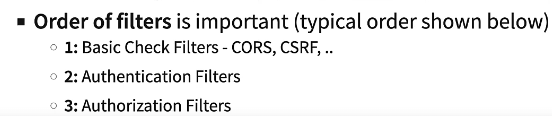 ▪ Order of filters is important (typical order shown below)
○ 1: Basic Check Filters - CORS, CSRF, ..
○ 2: Authentication Filters
○ 3: Authorization Filters